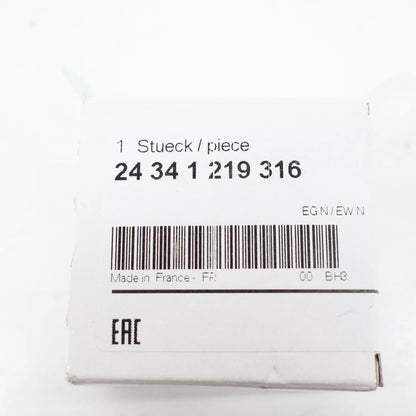 1 Stueck / piece
24 34 1 219 316
EGN/EWN
Made in France - FR 00 BH3
EAC